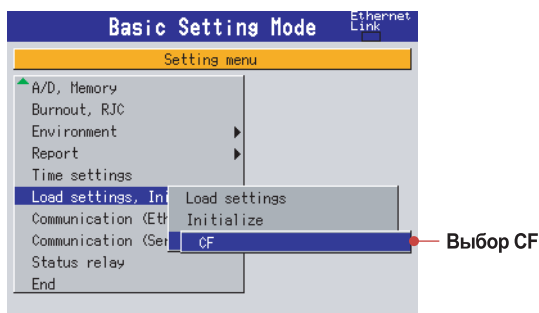 Basic Setting Mode
Ethernet
Link
Setting menu
A/D, Memory
Burnout, RJC
Environment
Report
Time settings
Load settings, Ini
Load settings
Communication (Eth
Initialize
Communication (Ser
CF
Выбор CF
Status relay
End